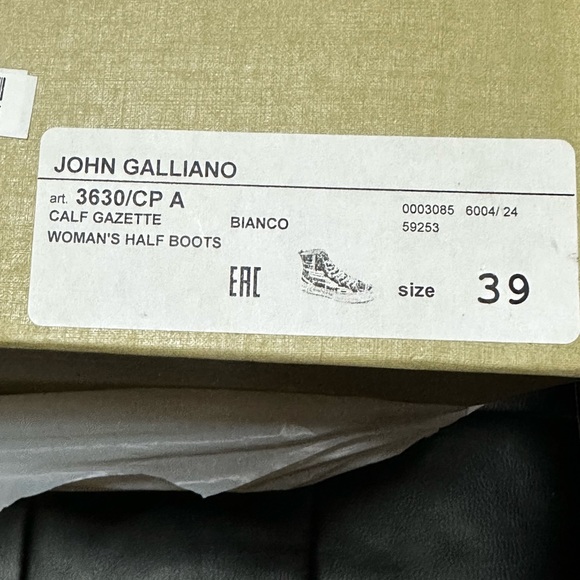 JOHN GALLIANO
art. 3630/CP A
CALF GAZETTE BIANCO 0003085 6004/ 24
59253
WOMAN'S HALF BOOTS
EAC size 39